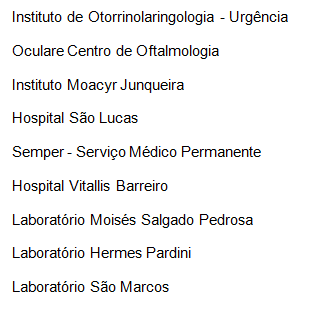 Instituto de Otorrinolaringologia - Urgência
Oculare Centro de Oftalmologia
Instituto Moacyr Junqueira
Hospital São Lucas
Semper - Serviço Médico Permanente
Hospital Vitallis Barreiro
Laboratório Moisés Salgado Pedrosa
Laboratório Hermes Pardini
Laboratório São Marcos